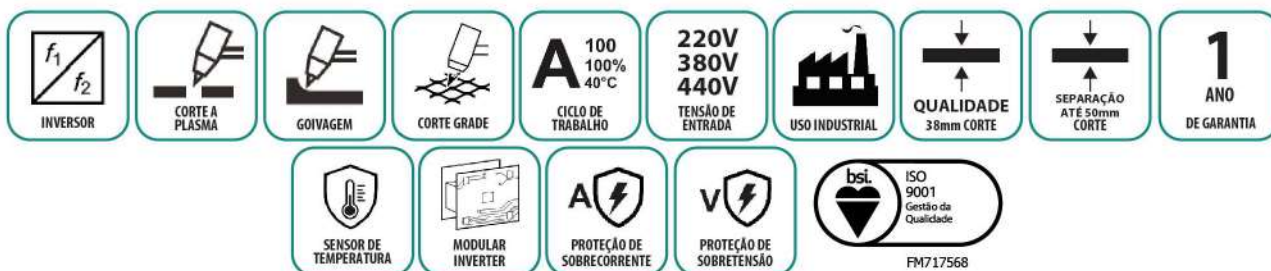 f1
f2
INVERSOR
CORTE A
PLASMA
GOIVAGEM
CORTE GRADE
A 100
100%
40°C
CICLO DE
TRABALHO
220V
380V
440V
TENSÃO DE
ENTRADA
USO INDUSTRIAL
QUALIDADE
38mm CORTE
SEPARAÇÃO
ATÉ 50mm
CORTE
1
ANO
DE GARANTIA
SENSOR DE
TEMPERATURA
MODULAR
INVERTER
A
PROTEÇÃO DE
SOBRECORRENTE
V
PROTEÇÃO DE
SOBRETENSÃO
bsi.
ISO
9001
Gestão da
Qualidade
FM717568